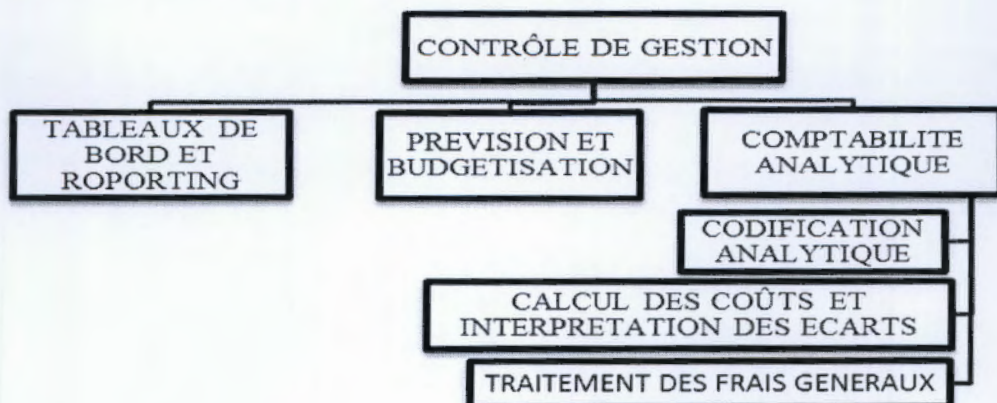 CONTRÔLE DE GESTION
TABLEAUX DE
BORD ET
ROPORTING
PREVISION ET
BUDGETISATION
COMPTABILITE
ANALYTIQUE
CODIFICATION
ANALYTIQUE
CALCUL DES COÛTS ET
INTERPRETATION DES ECARTS
TRAITEMENT DES FRAIS GENERAUX